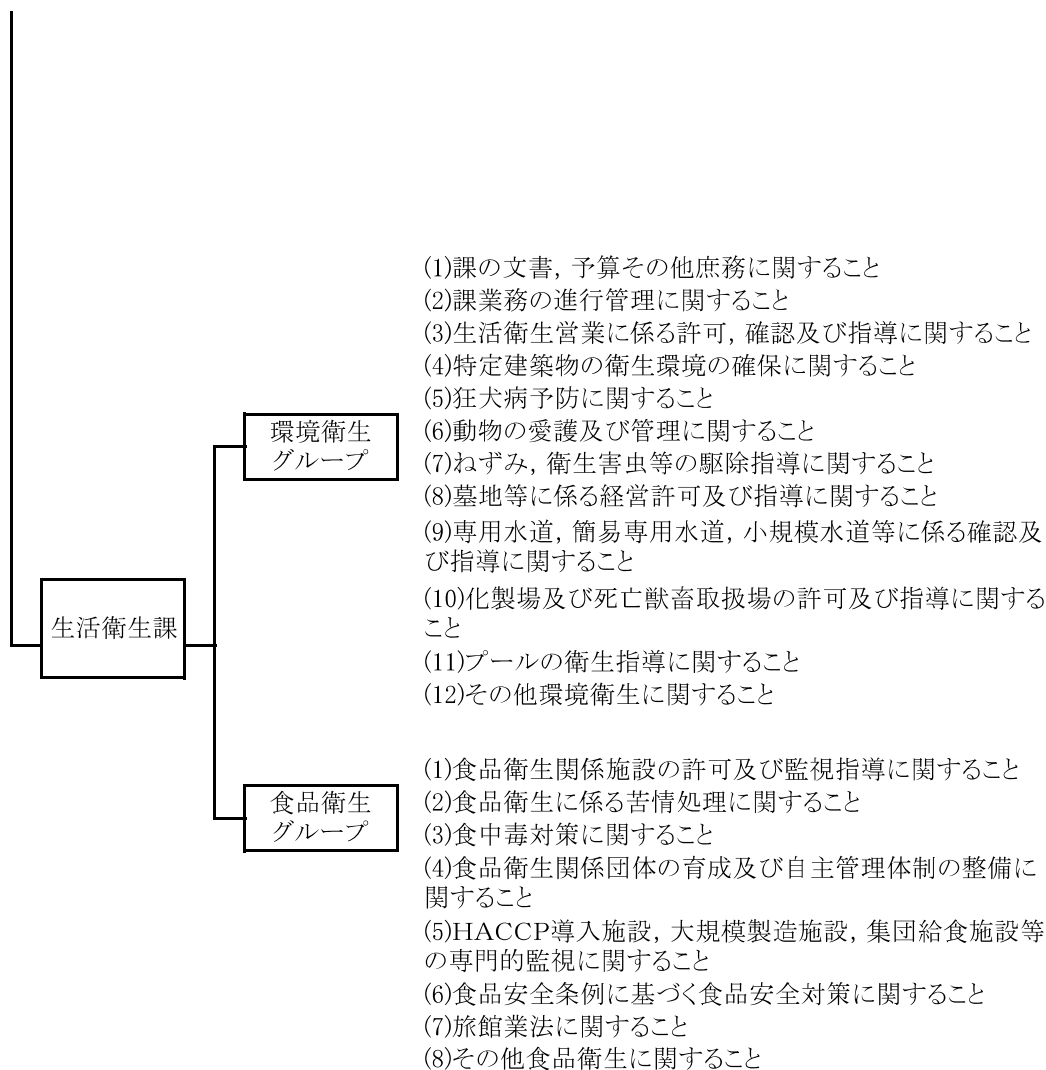 (1)課の文書，予算その他庶務に関すること
(2)課業務の進行管理に関すること
(3)生活衛生営業に係る許可，確認及び指導に関すること
(4)特定建築物の衛生環境の確保に関すること
(5)狂犬病予防に関すること
環境衛生
グループ
(6)動物の愛護及び管理に関すること
(7)ねずみ，衛生害虫等の駆除指導に関すること
(8)墓地等に係る経営許可及び指導に関すること
(9)専用水道，簡易専用水道，小規模水道等に係る確認及
び指導に関すること
(10)化製場及び死亡獣畜取扱場の許可及び指導に関する
こと
生活衛生課
(11)プールの衛生指導に関すること
(12)その他環境衛生に関すること
(1)食品衛生関係施設の許可及び監視指導に関すること
食品衛生
グループ
(2)食品衛生に係る苦情処理に関すること
(3)食中毒対策に関すること
(4)食品衛生関係団体の育成及び自主管理体制の整備に
関すること
(5)HACCP導入施設，大規模製造施設，集団給食施設等
の専門的監視に関すること
(6)食品安全条例に基づく食品安全対策に関すること
(7)旅館業法に関すること
(8)その他食品衛生に関すること